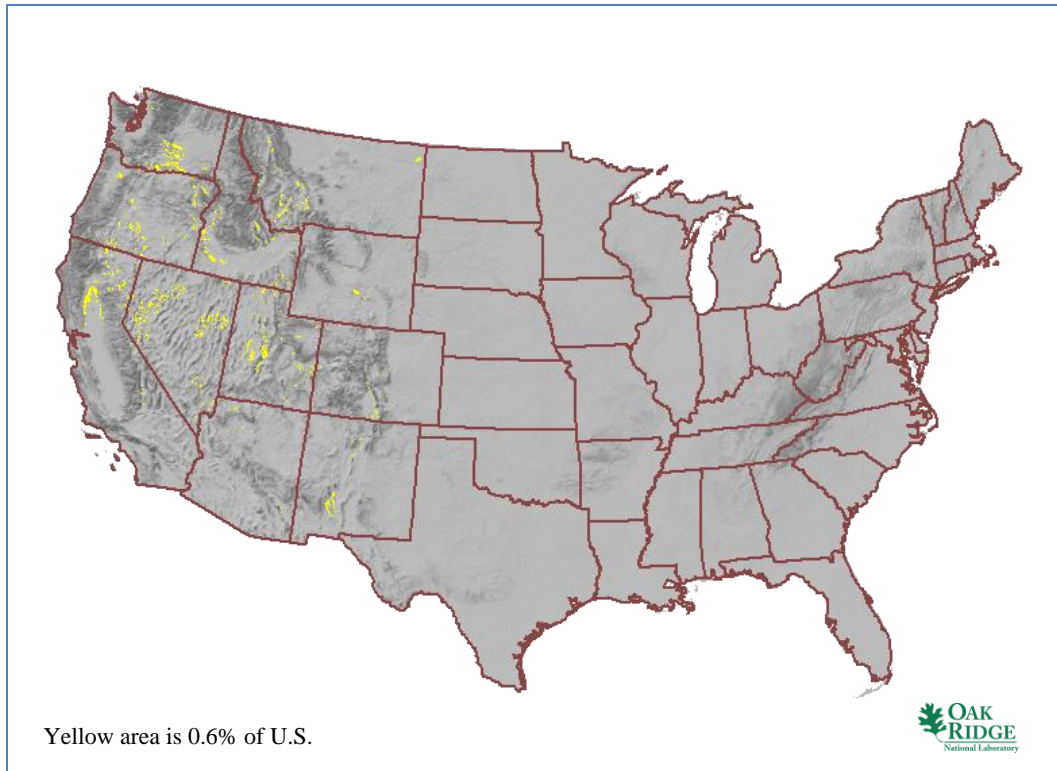 Yellow area is 0.6% of U.S.
OAK
RIDGE
National Laboratory